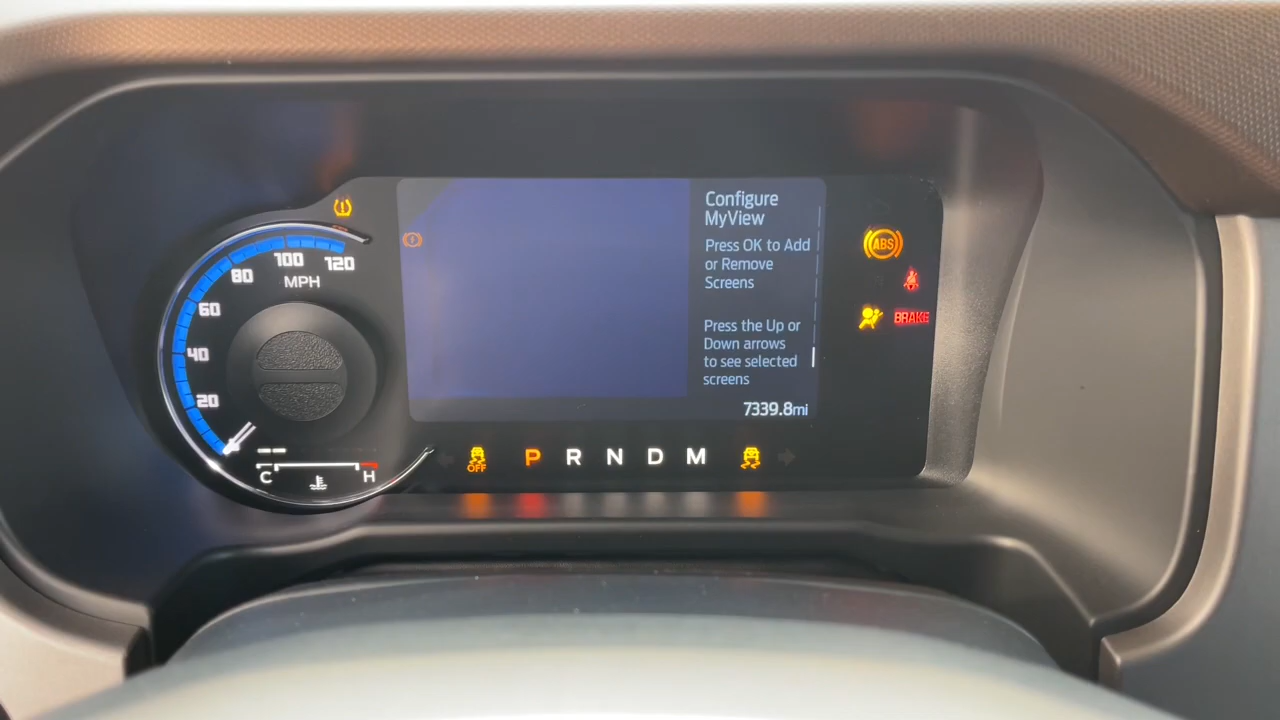 Configure
MyView
Press OK to Add
or Remove
Screens
Press the Up or
Down arrows
to see selected
screens
7339.8mi
120
100
80
60
40
20
MPH
C
H
OFF
P R N D M
ABS
BRAKE